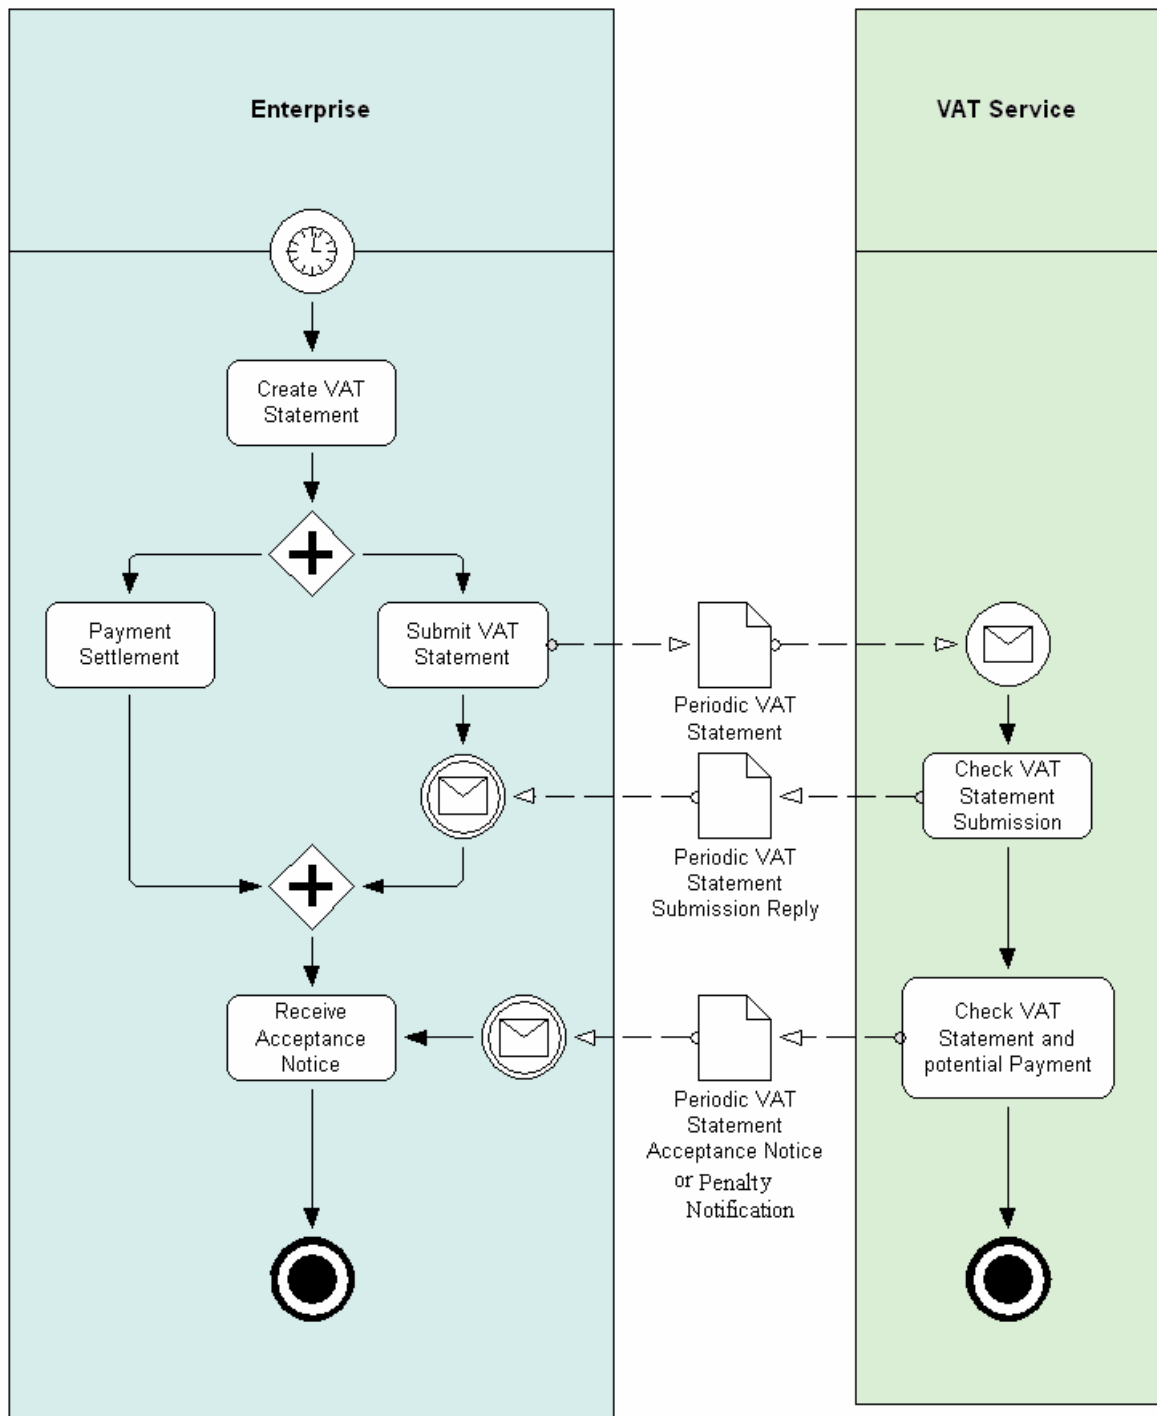 Enterprise
VAT Service
Create VAT
Statement
Payment
Settlement
Submit VAT
Statement
Periodic VAT
Statement
Check VAT
Statement
Submission
Periodic VAT
Statement
Submission Reply
Receive
Acceptance
Notice
Check VAT
Statement and
potential Payment
Periodic VAT
Statement
Acceptance Notice
or Penalty
Notification